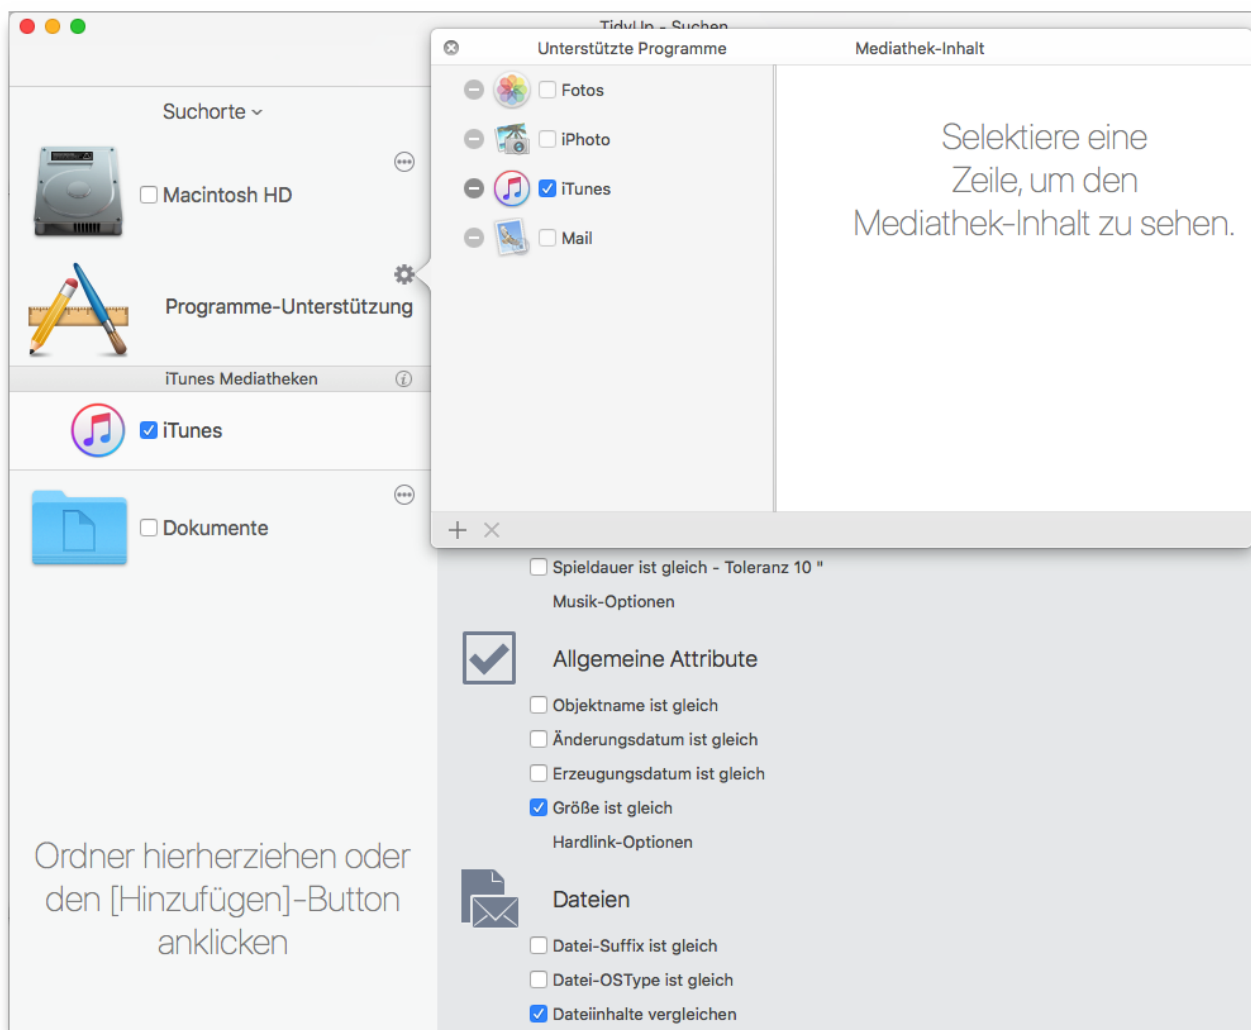 TidyUp - Suchen
Unterstützte Programme
Mediathek-Inhalt
Fotos
iPhoto
iTunes
Mail
Selektiere eine
Zeile, um den
Mediathek-Inhalt zu sehen.
Suchorte
Macintosh HD
Programme-Unterstützung
iTunes Mediatheken
iTunes
Dokumente
Ordner hierherziehen oder
den [Hinzufügen]-Button
anklicken
Spieldauer ist gleich - Toleranz 10 "
Musik-Optionen
Allgemeine Attribute
Objektname ist gleich
Änderungsdatum ist gleich
Erzeugungsdatum ist gleich
Größe ist gleich
Hardlink-Optionen
Dateien
Datei-Suffix ist gleich
Datei-OSType ist gleich
Dateiinhalte vergleichen